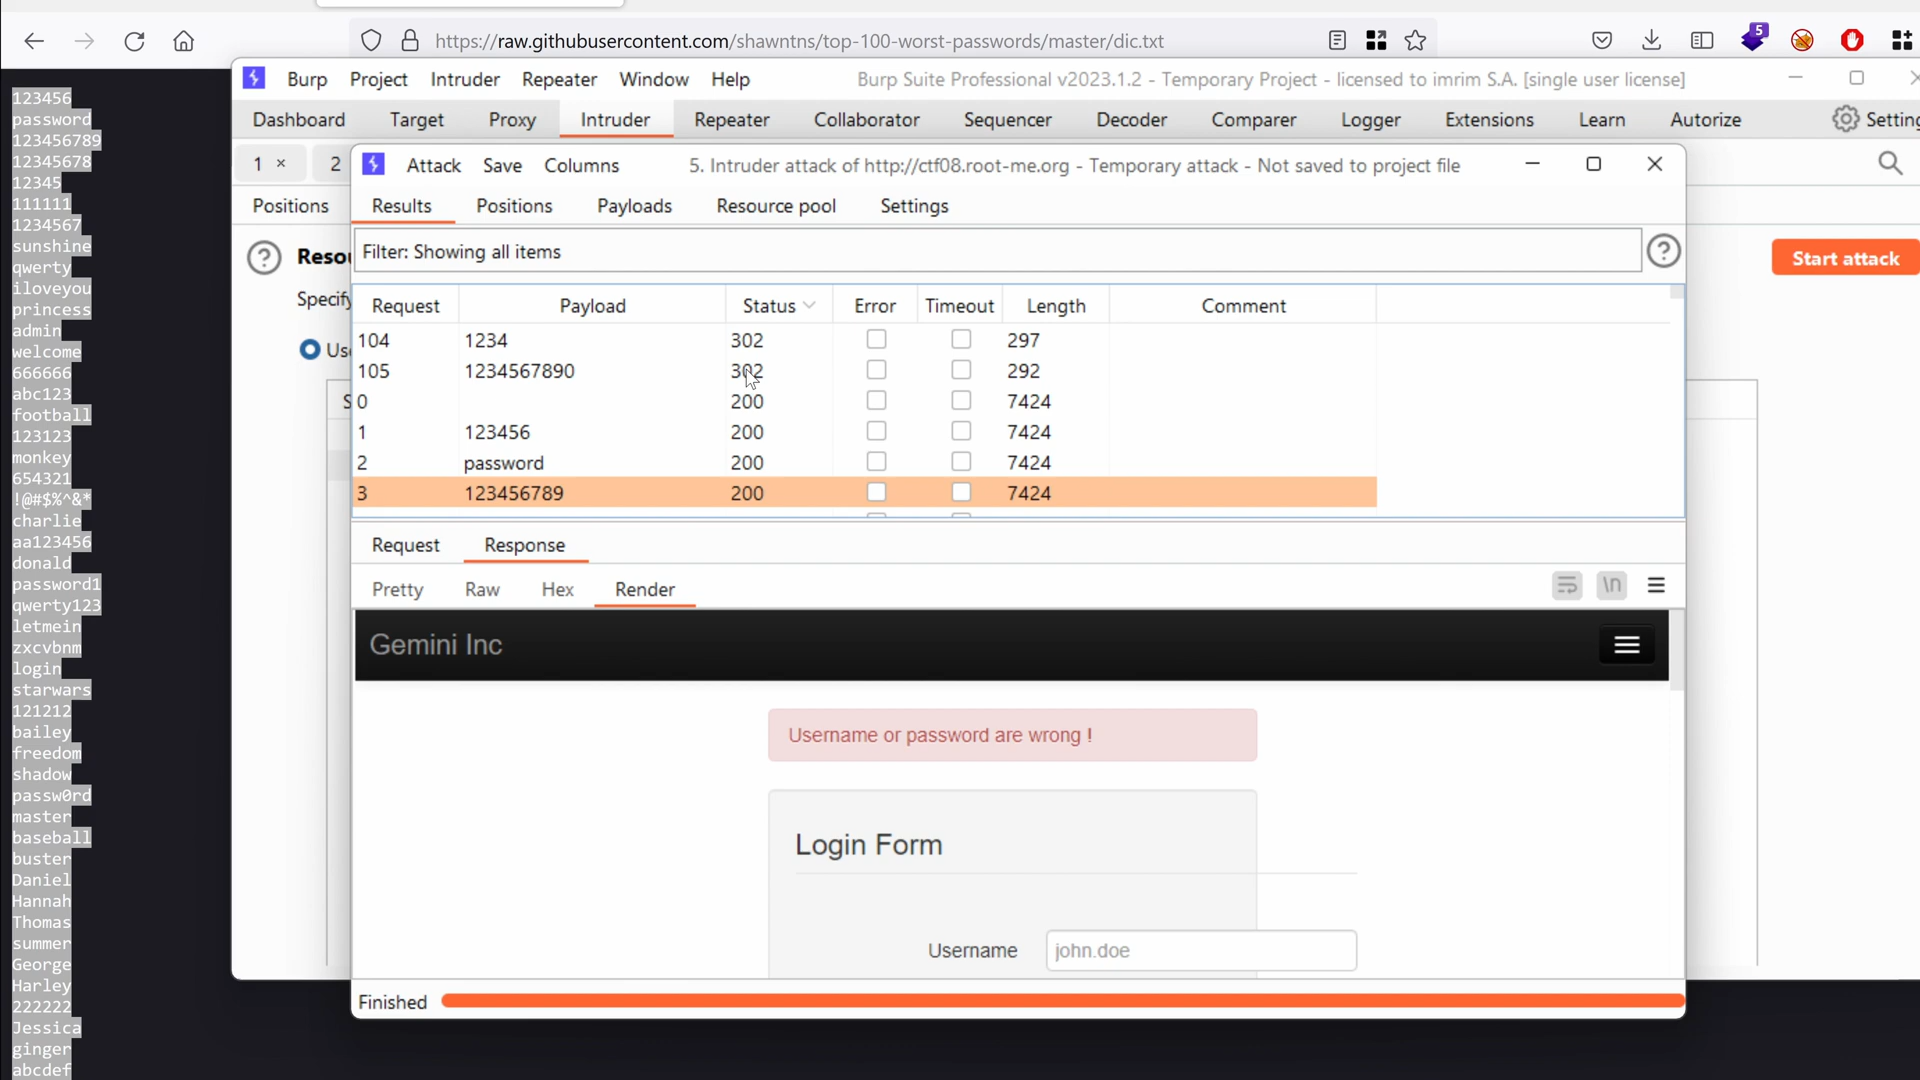 https://raw.githubusercontent.com/shawntns/top-100-worst-passwords/master/dic.txt
5
123456
password
123456789
12345678
12345
111111
1234567
sunshine
qwerty
iloveyou
princess
admin
welcome
666666
abc123
football
123123
monkey
654321
!@#$%^&*
charlie
aa123456
donald
password1
qwerty123
letmein
zxcvbnm
login
starwars
121212
bailey
freedom
shadow
passw0rd
master
baseball
buster
Daniel
Hannah
Thomas
summer
George
Harley
222222
Jessica
ginger
abcdef
Burp Project Intruder Repeater Window Help Burp Suite Professional v2023.1.2 - Temporary Project - licensed to imrim S.A. [single user license]
Dashboard Target Proxy Intruder Repeater Collaborator Sequencer Decoder Comparer Logger Extensions Learn Authorize Setting
1 × 2
Positions
? Resou
Specify
Us
S
Start attack
Attack Save Columns 5. Intruder attack of http://ctf08.root-me.org - Temporary attack - Not saved to project file
Results Positions Payloads Resource pool Settings
Filter: Showing all items ?
Request Payload Status Error Timeout Length Comment
104 1234 302 297
105 1234567890 302 292
0 200 7424
1 123456 200 7424
2 password 200 7424
3 123456789 200 7424
Request Response
Pretty Raw Hex Render \n
Gemini Inc
Username or password are wrong !
Login Form
Username john.doe
Finished